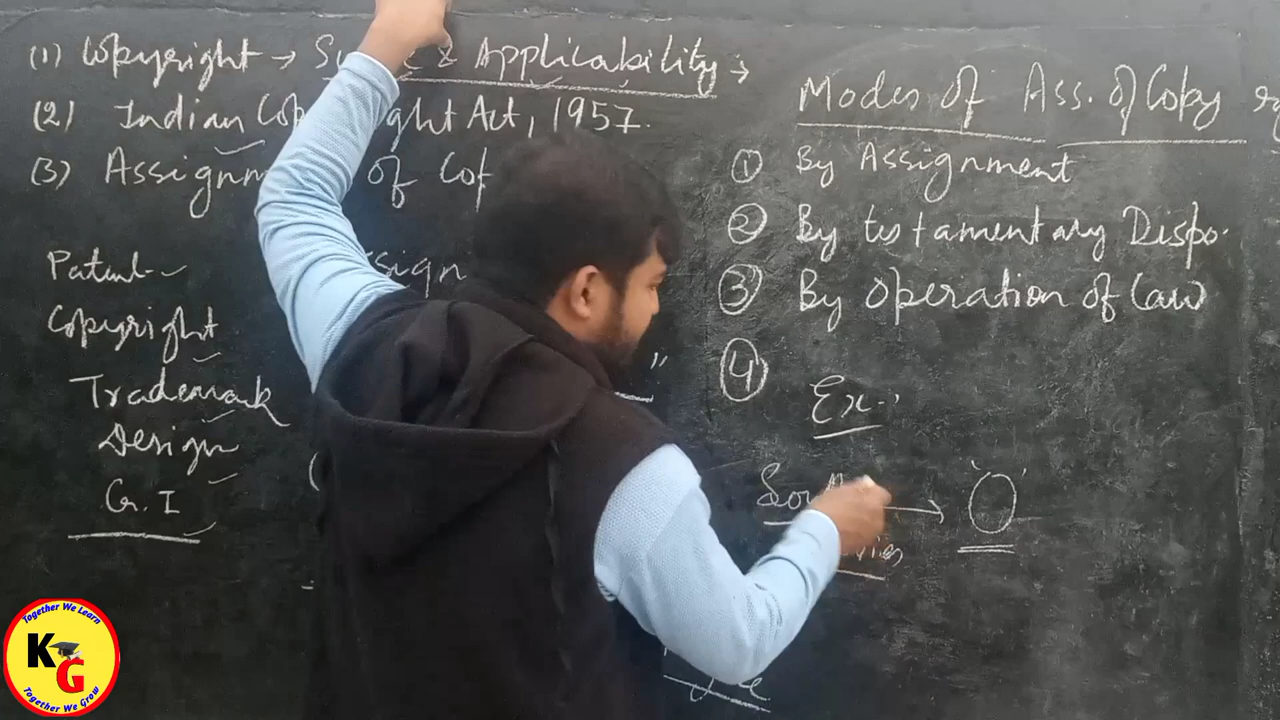 (1) Copyright → & Applicability →
(2) Indian Copyright Act, 1957.
(3) Assignm of Cop
Patent
Copyright
Trademark
Design
G. I
Modes of Ass. of Copy
① By Assignment
② By testamentary Dispo.
③ By operation of Law
④
Ex.
→ 'O'
Together We Learn
KG
Together We Grow